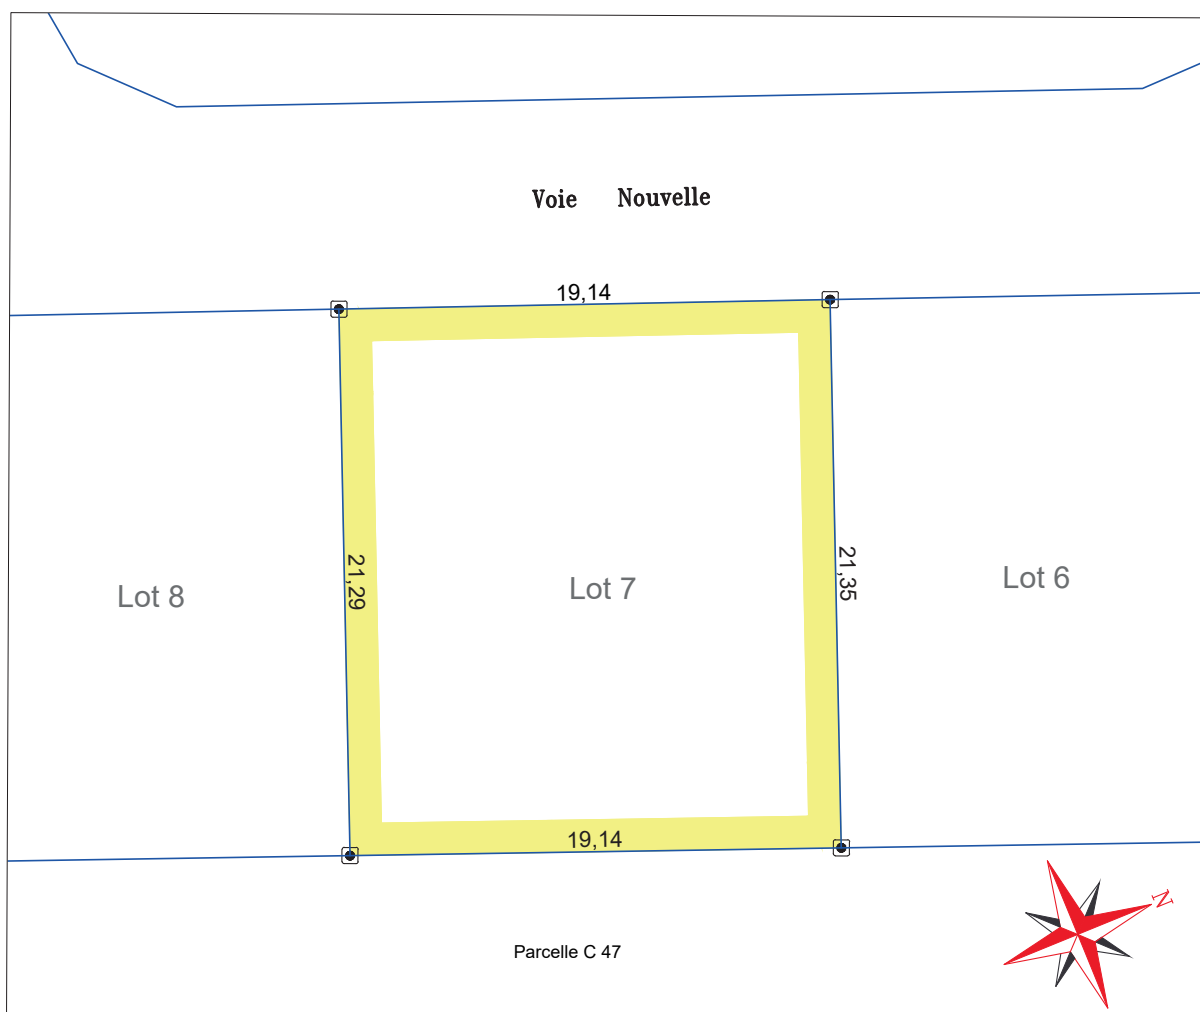 Voie Nouvelle
19,14
21,29
21,35
Lot 8
Lot 7
Lot 6
19,14
N
Parcelle C 47